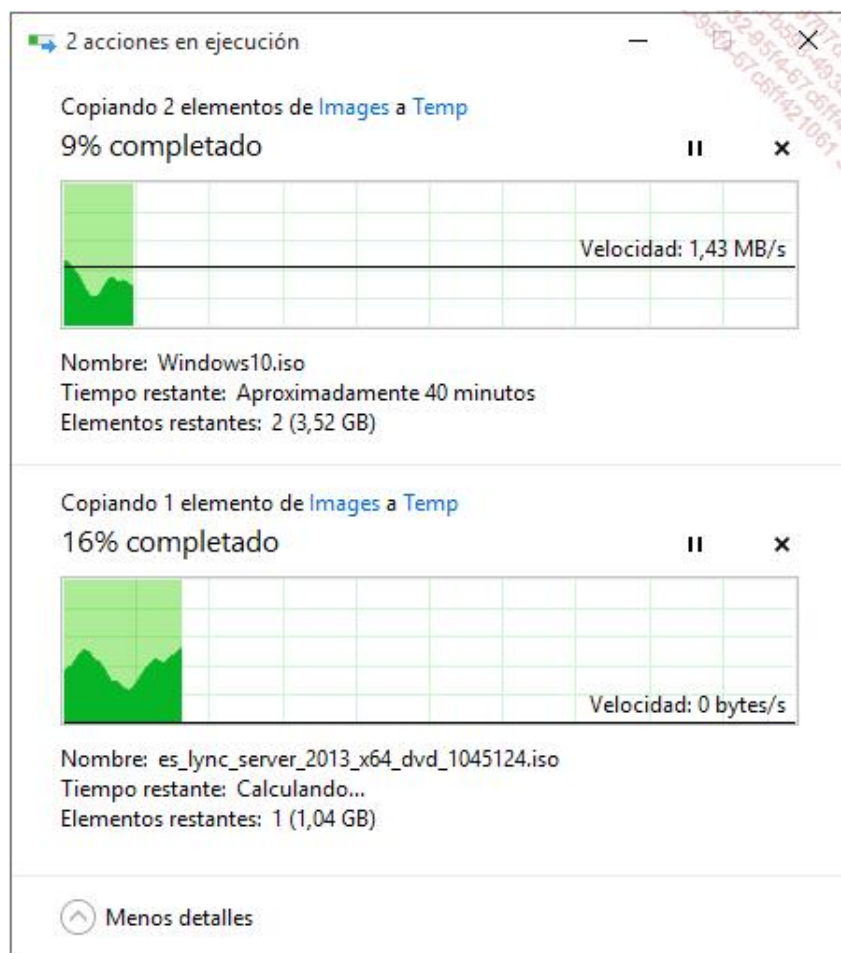 2 acciones en ejecución
Copiando 2 elementos de Images a Temp
9% completado
Velocidad: 1,43 MB/s
Nombre: Windows10.iso
Tiempo restante: Aproximadamente 40 minutos
Elementos restantes: 2 (3,52 GB)
Copiando 1 elemento de Images a Temp
16% completado
Velocidad: 0 bytes/s
Nombre: es_lync_server_2013_x64_dvd_1045124.iso
Tiempo restante: Calculando...
Elementos restantes: 1 (1,04 GB)
Menos detalles